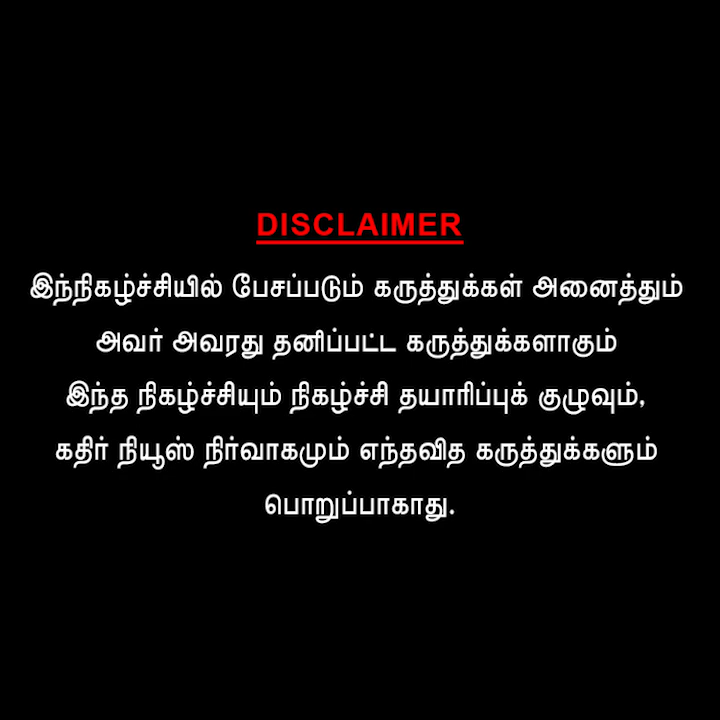 DISCLAIMER
இந்நிகழ்ச்சியில் பேசப்படும் கருத்துக்கள் அனைத்தும்
அவர் அவரது தனிப்பட்ட கருத்துக்களாகும்
இந்த நிகழ்ச்சியும் நிகழ்ச்சி தயாரிப்புக் குழுவும்,
கதிர் நியூஸ் நிர்வாகமும் எந்தவித கருத்துக்களும்
பொறுப்பாகாது.